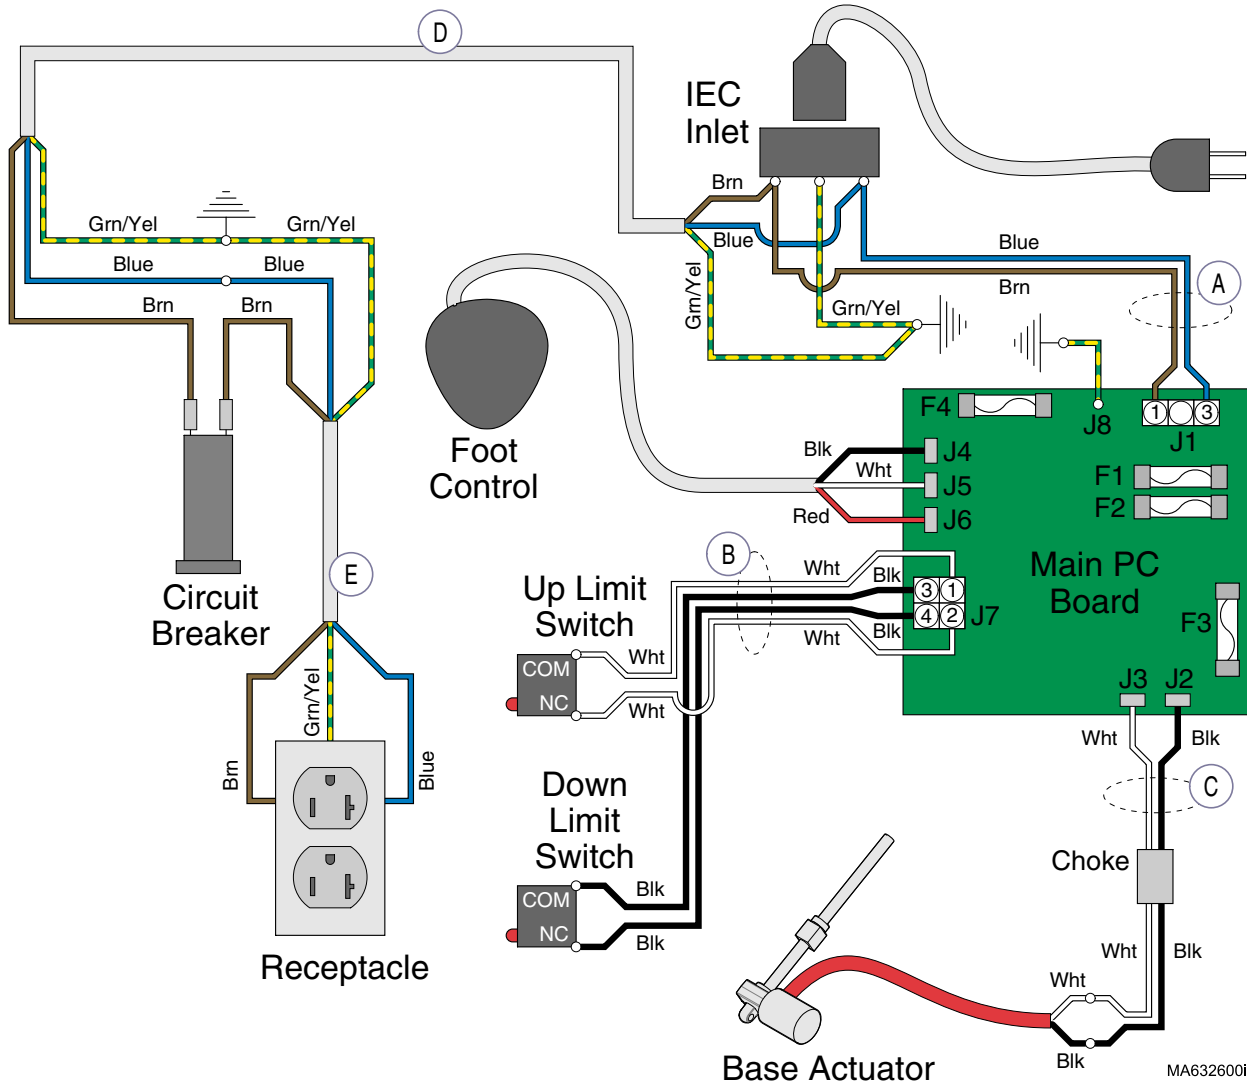 D
IEC
Inlet
Brn
Grn/Yel
Grn/Yel
Blue
Blue
Blue
Blue
Brn
Brn
Brn
A
Grn/Yel
Grn/Yel
F4
J8
1
3
J1
Foot
Control
Blk
Wht
Red
J4
J5
J6
F1
F2
Main PC
Board
F3
B
Wht
Blk
3
1
4
2
J7
Blk
Wht
Up Limit
Switch
COM
NC
Wht
Wht
Circuit
Breaker
E
Grn/Yel
Brn
Blue
Receptacle
J3
J2
Wht
Blk
C
Down
Limit
Switch
COM
NC
Blk
Blk
Choke
Wht
Blk
Wht
Blk
Base Actuator
MA632600i